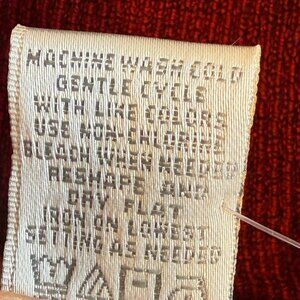 MACHINE WASH COLD
GENTLE CYCLE
WITH LIKE COLORS
USE NON-CHLORINE
BLEACH WHEN NEEDED
RESHAPE AND
DRY FLAT
IRON ON LOWEST
SETTING AS NEEDED